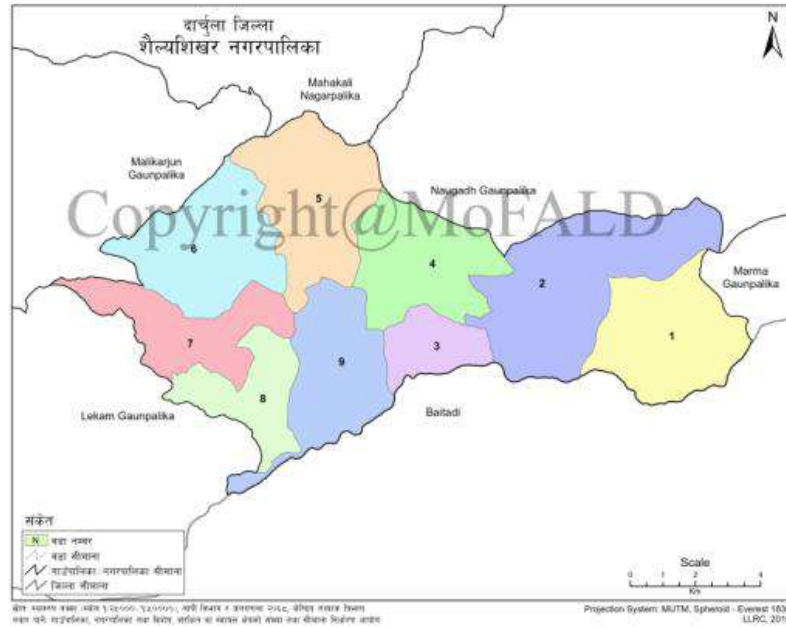 दार्चुला जिल्ला
शैल्यशिखर नगरपालिका
N
Mahakali
Nagarpalika
Malikarjun
Gaunpalika
Naugadh Gaunpalika
Copyright@MoFALD
5
6
4
2
Marma
Gaunpalika
1
7
9
3
8
Lekam Gaunpalika
Baitadi
संकेत
N वडा नम्बर
वडा सीमाना
गाउँपालिका/नगरपालिका सीमाना
जिल्ला सीमाना
Scale
0 1 2 4
Km
Projection System: MUTM, Spheroid - Everest
LLRC,